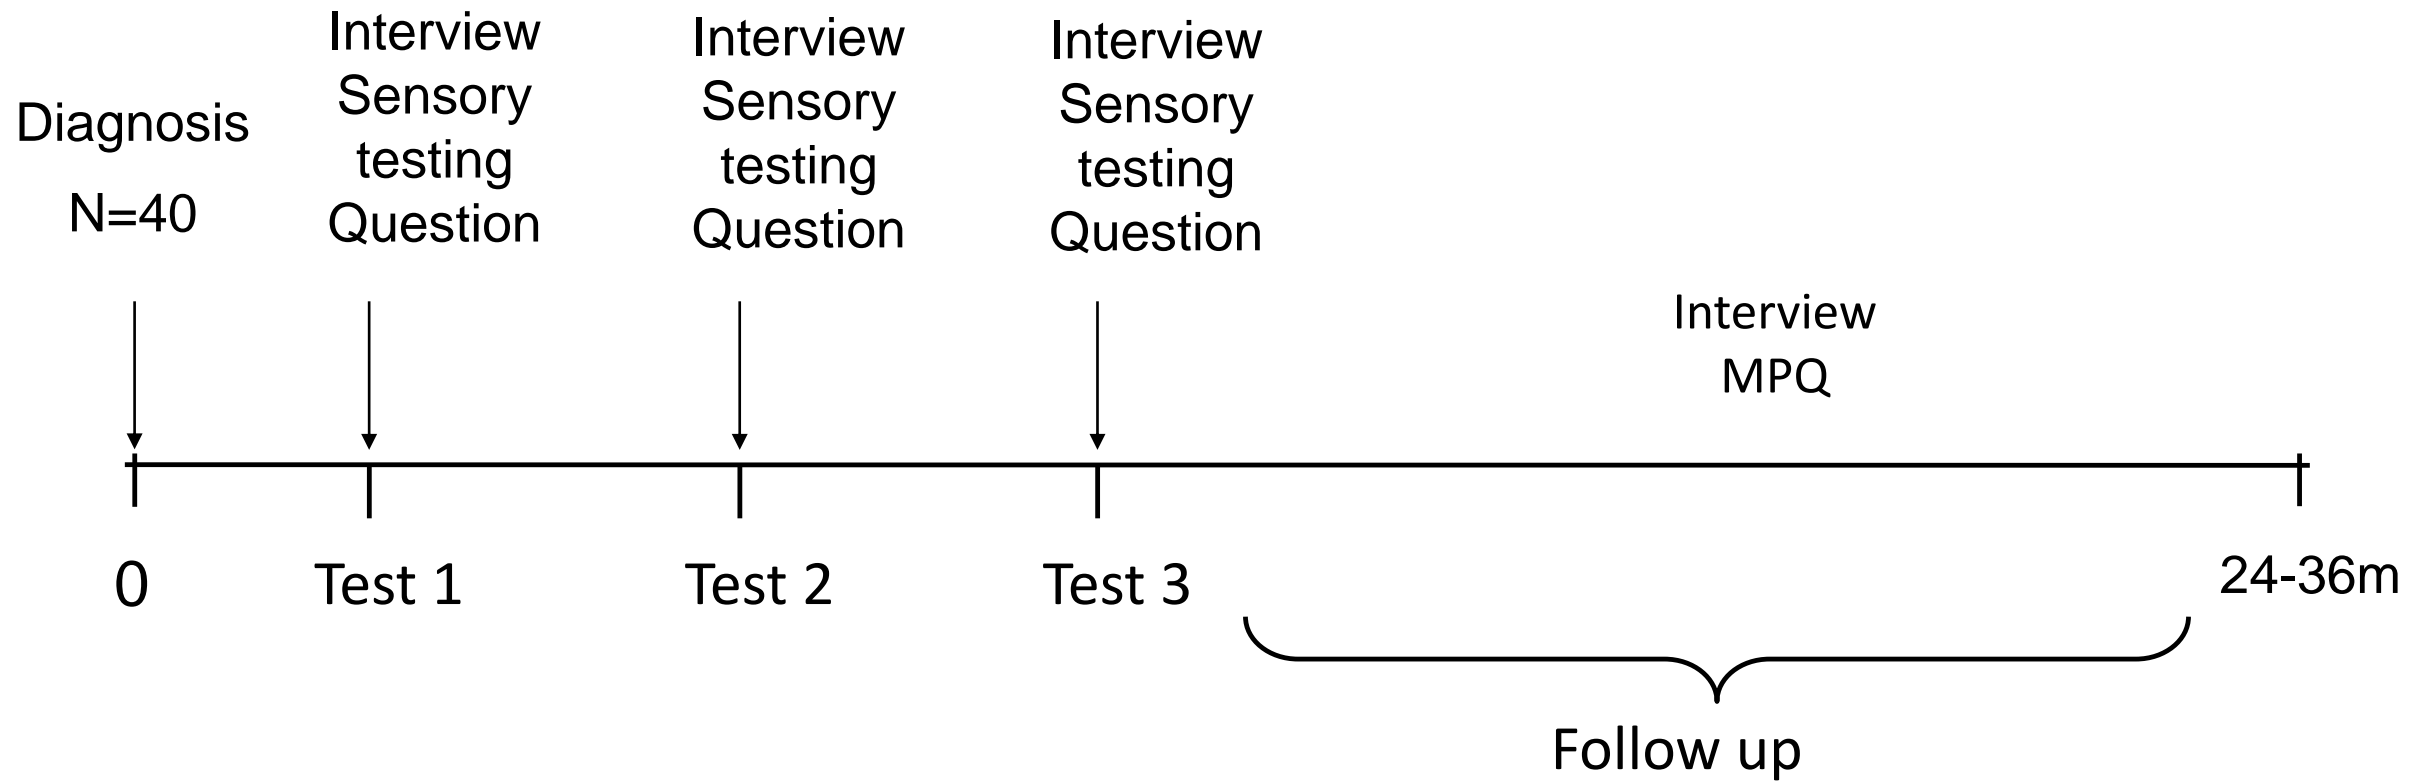 Diagnosis
N=40
Interview
Sensory
testing
Question
Interview
Sensory
testing
Question
Interview
Sensory
testing
Question
Interview
MPQ
0
Test 1
Test 2
Test 3
24-36m
Follow up